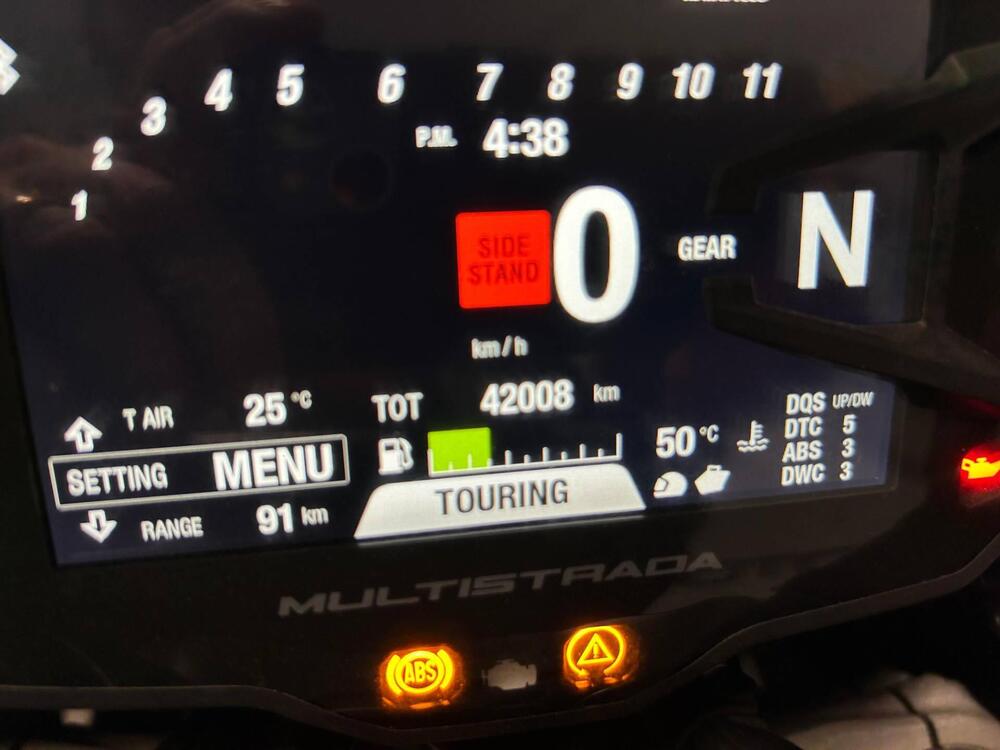 1 2 3 4 5 6 7 8 9 10 11
P.M. 4:38
SIDE
STAND
0
GEAR N
km/h
T AIR 25 °C
TOT 42008 km
SETTING MENU
RANGE 91 km
50 °C
DQS UP/DW
DTC 5
ABS 3
DWC 3
TOURING
MULTISTRADA
ABS